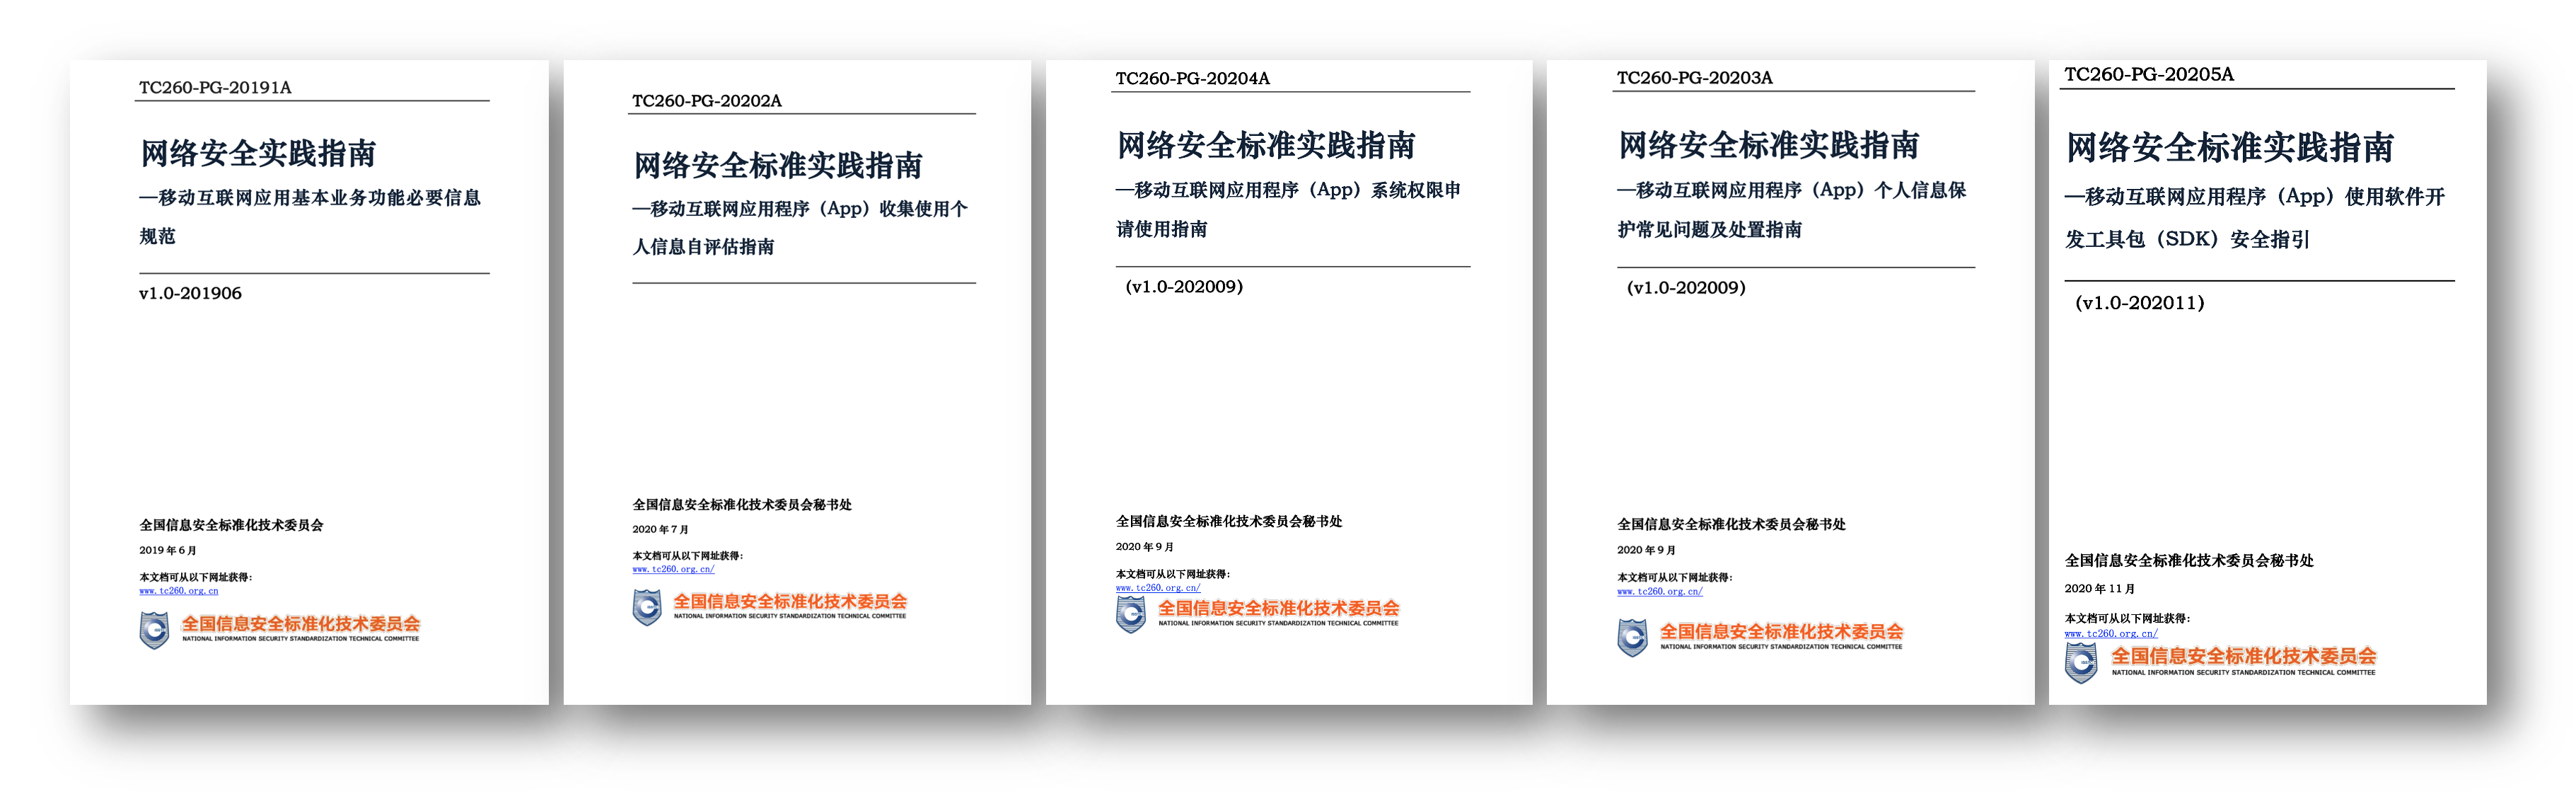 TC260-PG-20191A
网络安全实践指南
—移动互联网应用基本业务功能必要信息
规范
v1.0-201906
全国信息安全标准化技术委员会
2019 年 6 月
本文档可从以下网址获得：
www.tc260.org.cn
全国信息安全标准化技术委员会
NATIONAL INFORMATION SECURITY STANDARDIZATION TECHNICAL COMMITTEE
TC260-PG-20202A
网络安全标准实践指南
—移动互联网应用程序（App）收集使用个
人信息自评估指南
全国信息安全标准化技术委员会秘书处
2020 年 7 月
本文档可从以下网址获得：
www.tc260.org.cn/
全国信息安全标准化技术委员会
NATIONAL INFORMATION SECURITY STANDARDIZATION TECHNICAL COMMITTEE
TC260-PG-20204A
网络安全标准实践指南
—移动互联网应用程序（App）系统权限申
请使用指南
（v1.0-202009）
全国信息安全标准化技术委员会秘书处
2020 年 9 月
本文档可从以下网址获得：
www.tc260.org.cn/
全国信息安全标准化技术委员会
NATIONAL INFORMATION SECURITY STANDARDIZATION TECHNICAL COMMITTEE
TC260-PG-20203A
网络安全标准实践指南
—移动互联网应用程序（App）个人信息保
护常见问题及处置指南
（v1.0-202009）
全国信息安全标准化技术委员会秘书处
2020 年 9 月
本文档可从以下网址获得：
www.tc260.org.cn/
全国信息安全标准化技术委员会
NATIONAL INFORMATION SECURITY STANDARDIZATION TECHNICAL COMMITTEE
TC260-PG-20205A
网络安全标准实践指南
—移动互联网应用程序（App）使用软件开
发工具包（SDK）安全指引
（v1.0-202011）
全国信息安全标准化技术委员会秘书处
2020 年 11 月
本文档可从以下网址获得：
www.tc260.org.cn/
全国信息安全标准化技术委员会
NATIONAL INFORMATION SECURITY STANDARDIZATION TECHNICAL COMMITTEE